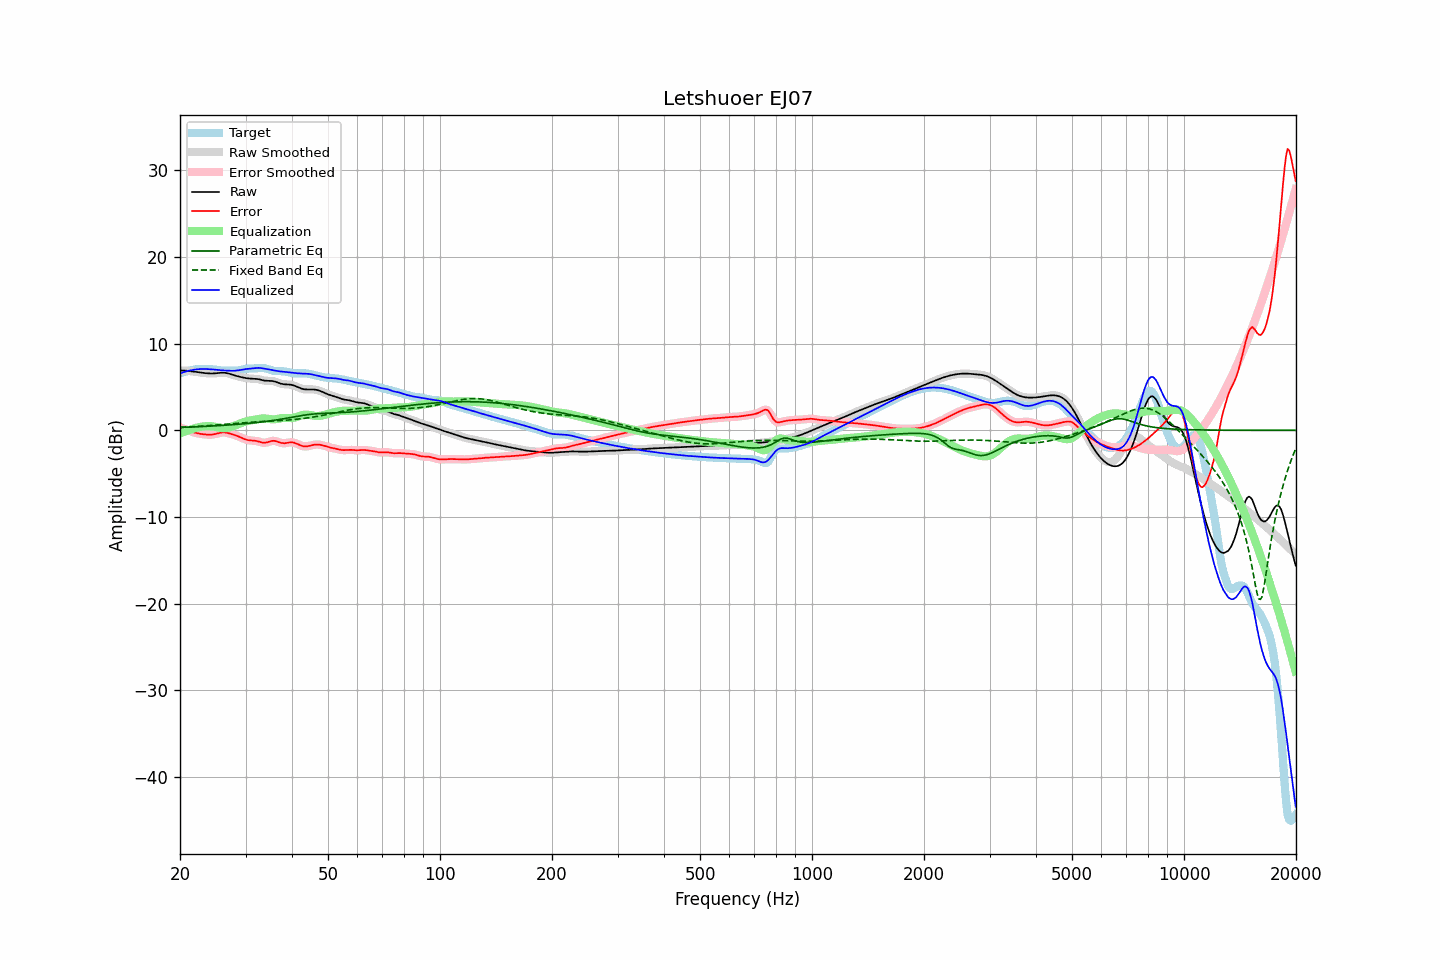 Letshuoer EJ07
Target
Raw Smoothed
Error Smoothed
Raw
Error
Equalization
Parametric Eq
Fixed Band Eq
Equalized
Amplitude (dBr)
30
20
10
0
−10
−20
−30
−40
20 50 100 200 500 1000 2000 5000 10000 20000
Frequency (Hz)